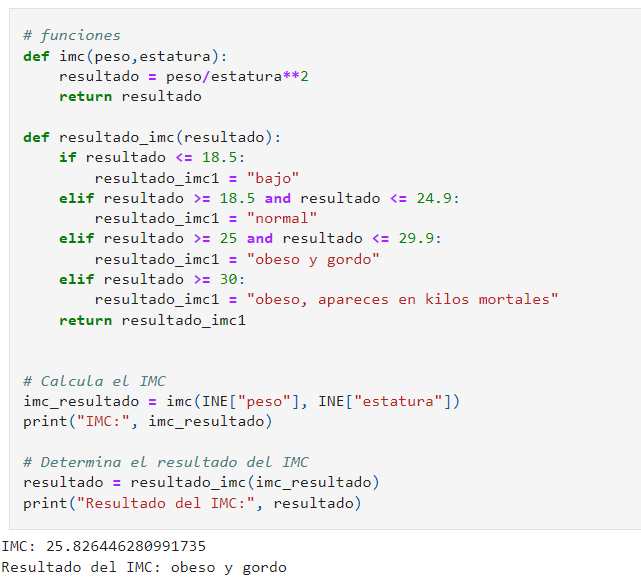 # funciones
def imc(peso,estatura):
    resultado = peso/estatura**2
    return resultado

def resultado_imc(resultado):
    if resultado <= 18.5:
        resultado_imc1 = "bajo"
    elif resultado >= 18.5 and resultado <= 24.9:
        resultado_imc1 = "normal"
    elif resultado >= 25 and resultado <= 29.9:
        resultado_imc1 = "obeso y gordo"
    elif resultado >= 30:
        resultado_imc1 = "obeso, apareces en kilos mortales"
    return resultado_imc1

# Calcula el IMC
imc_resultado = imc(INE["peso"], INE["estatura"])
print("IMC:", imc_resultado)

# Determina el resultado del IMC
resultado = resultado_imc(imc_resultado)
print("Resultado del IMC:", resultado)

IMC: 25.826446280991735
Resultado del IMC: obeso y gordo